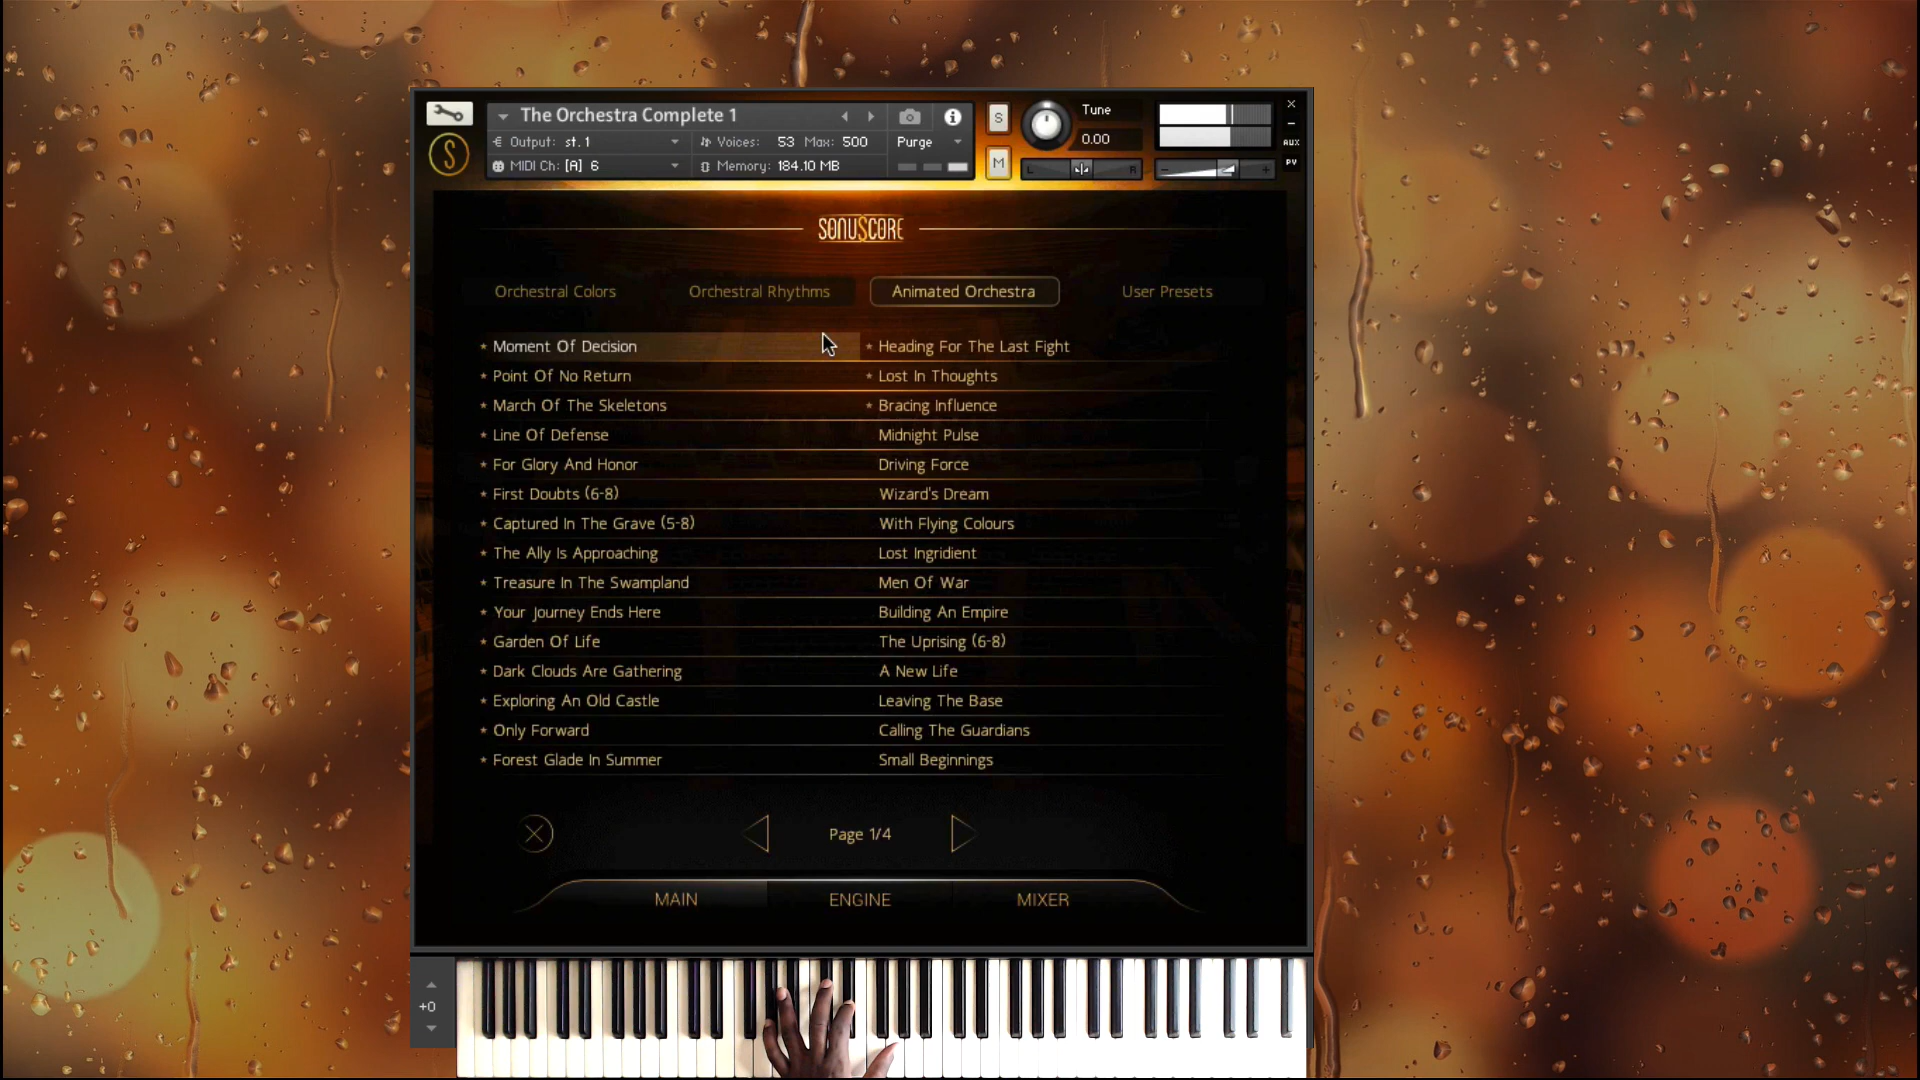 The Orchestra Complete 1
Output: st. 1
Voices: 53 Max: 500
Purge
MIDI Ch: [A] 6
Memory: 184.10 MB
S
M
Tune
0.00
L
R
AUX
PV
SONUSCORE
Orchestral Colors
Orchestral Rhythms
Animated Orchestra
User Presets
* Moment Of Decision
* Point Of No Return
* March Of The Skeletons
* Line Of Defense
* For Glory And Honor
* First Doubts (6-8)
* Captured In The Grave (5-8)
* The Ally Is Approaching
* Treasure In The Swampland
* Your Journey Ends Here
* Garden Of Life
* Dark Clouds Are Gathering
* Exploring An Old Castle
* Only Forward
* Forest Glade In Summer
* Heading For The Last Fight
* Lost In Thoughts
* Bracing Influence
Midnight Pulse
Driving Force
Wizard's Dream
With Flying Colours
Lost Ingridient
Men Of War
Building An Empire
The Uprising (6-8)
A New Life
Leaving The Base
Calling The Guardians
Small Beginnings
Page 1/4
MAIN
ENGINE
MIXER
+0